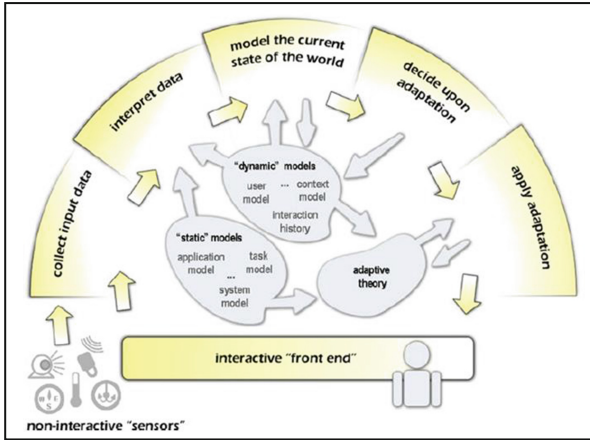 model the current
state of the world
interpret data
decide upon
adaptation
collect input data
apply adaptation
"dynamic" models
user
model
...
context
model
interaction
history
"static" models
application
model
task
model
...
system
model
adaptive
theory
interactive "front end"
W
S
E
non-interactive "sensors"